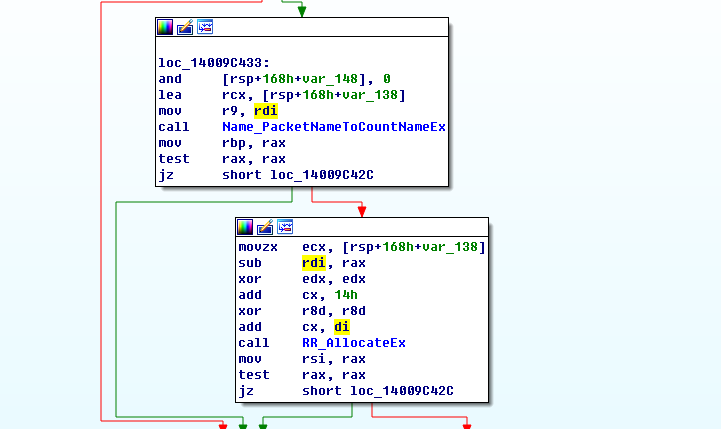 loc_14009C433:
and [rsp+168h+var_148], 0
lea rcx, [rsp+168h+var_138]
mov r9, rdi
call Name_PacketNameToCountNameEx
mov rbp, rax
test rax, rax
jz short loc_14009C42C
movzx ecx, [rsp+168h+var_138]
sub rdi, rax
xor edx, edx
add cx, 14h
xor r8d, r8d
add cx, di
call RR_AllocateEx
mov rsi, rax
test rax, rax
jz short loc_14009C42C